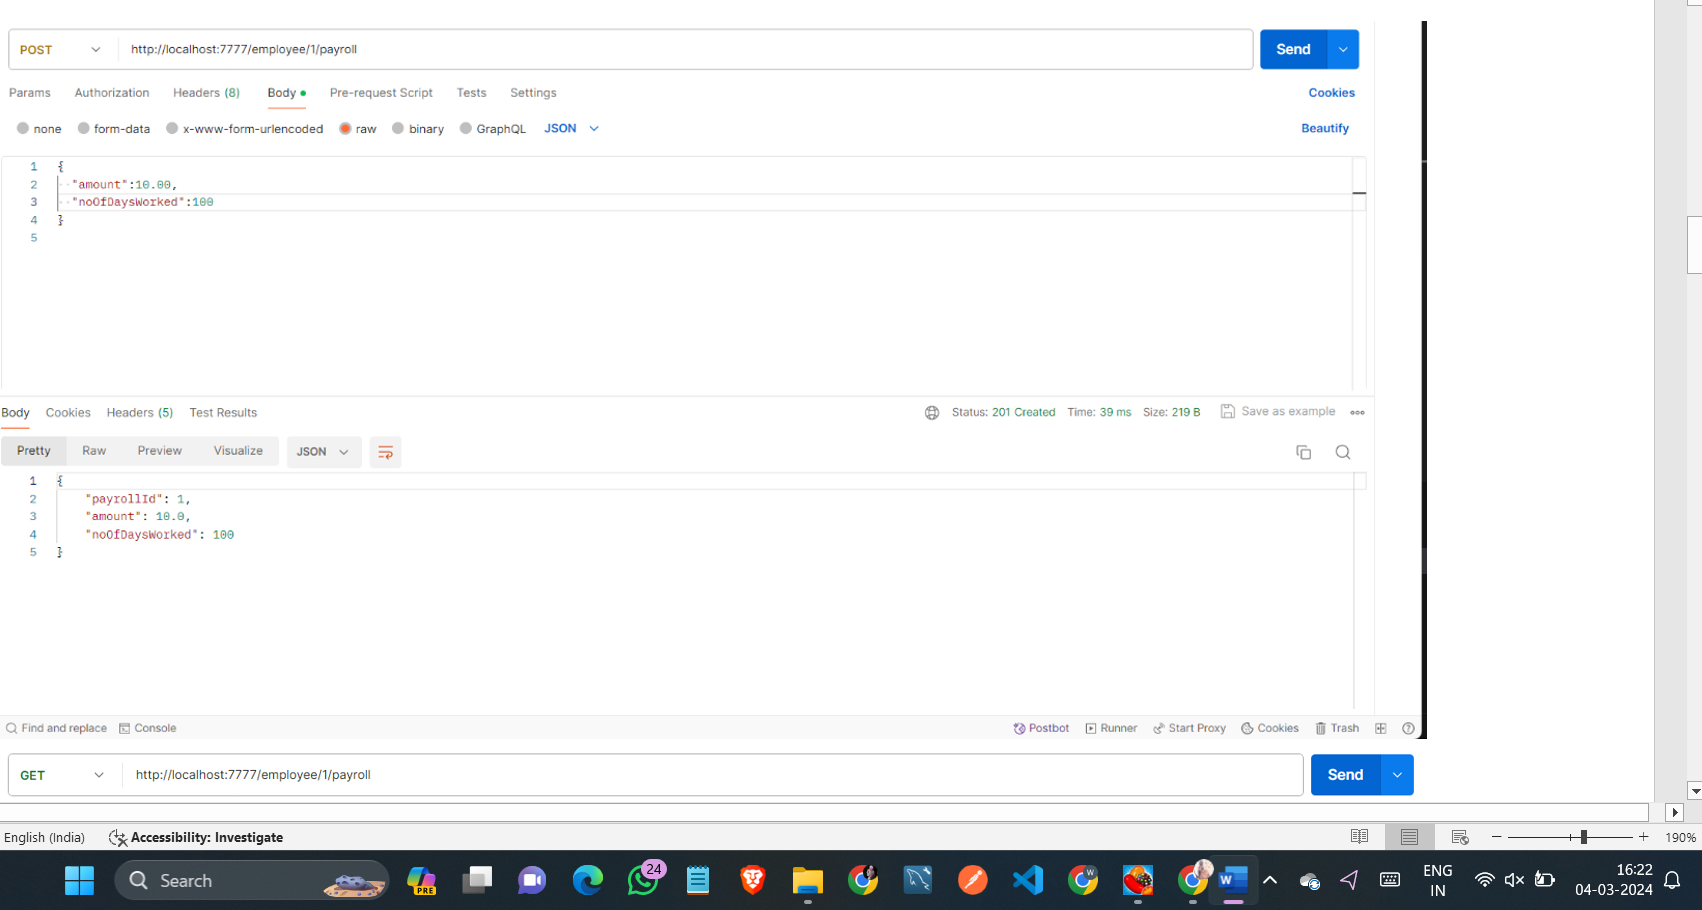 POST http://localhost:7777/employee/1/payroll Send
Params Authorization Headers (8) Body Pre-request Script Tests Settings Cookies
none form-data x-www-form-urlencoded raw binary GraphQL JSON Beautify
1 {
2 "amount":10.00,
3 "noOfDaysWorked":100
4 }
5
Body Cookies Headers (5) Test Results Status: 201 Created Time: 39 ms Size: 219 B Save as example
Pretty Raw Preview Visualize JSON
1 {
2 "payrollId": 1,
3 "amount": 10.0,
4 "noOfDaysWorked": 100
5 }
Find and replace Console Postbot Runner Start Proxy Cookies Trash
GET http://localhost:7777/employee/1/payroll Send
English (India) Accessibility: Investigate 190%
Search PRE 24 W W ENG 16:22
IN 04-03-2024